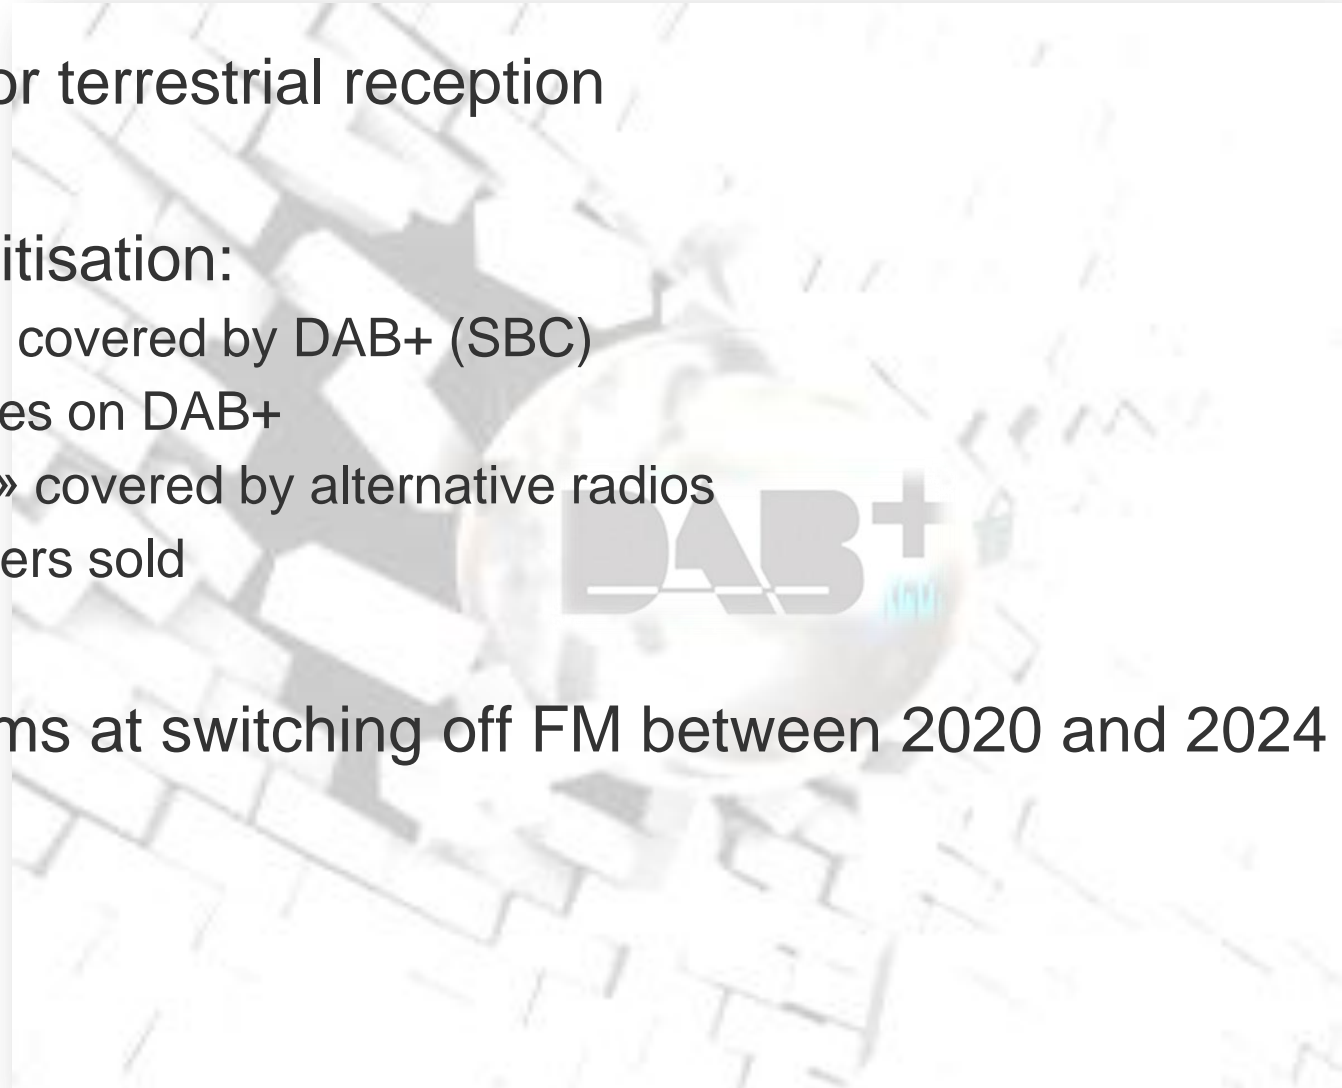 or terrestrial reception
itisation:
covered by DAB+ (SBC)
es on DAB+
» covered by alternative radios
ers sold
DAB+
ms at switching off FM between 2020 and 2024